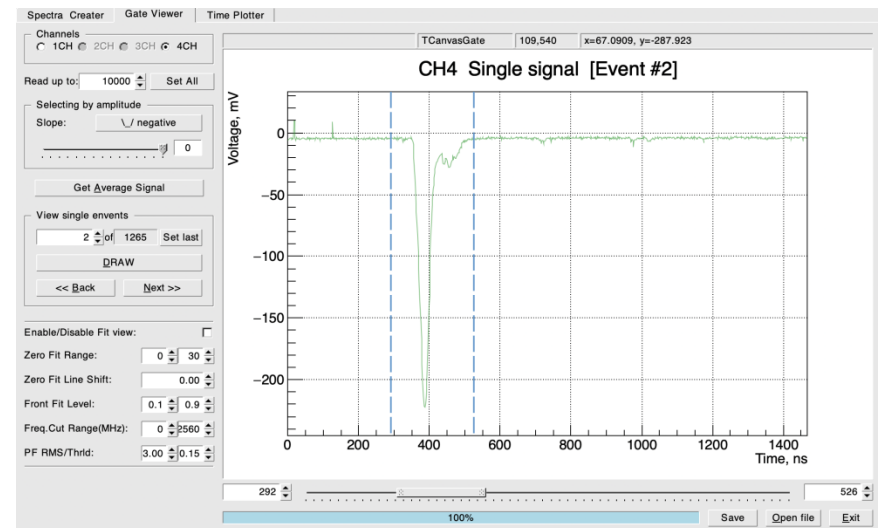 Spectra Creater Gate Viewer Time Plotter
Channels
1CH 2CH 3CH 4CH
Read up to: 10000 Set All
Selecting by amplitude
Slope: \_/ negative
0
Get Average Signal
View single envents
2 of 1265 Set last
DRAW
<< Back Next >>
Enable/Disable Fit view:
Zero Fit Range: 0 30
Zero Fit Line Shift: 0.00
Front Fit Level: 0.1 0.9
Freq.Cut Range(MHz): 0 2560
PF RMS/Thrld: 3.00 0.15
TCanvasGate 109,540 x=67.0909, y=-287.923
CH4 Single signal [Event #2]
Voltage, mV
0
−50
−100
−150
−200
0 200 400 600 800 1000 1200 1400
Time, ns
292 526
100% Save Open file Exit